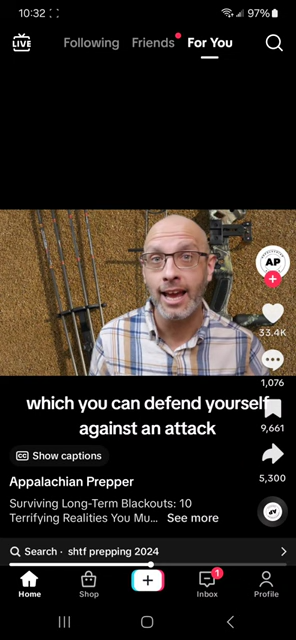 10:32
97%
LIVE
Following
Friends
For You
AP
33.4K
1,076
9,661
5,300
which you can defend yourself
against an attack
CC Show captions
Appalachian Prepper
Surviving Long-Term Blackouts: 10
Terrifying Realities You Mu... See more
Search · shtf prepping 2024
1
Home
Shop
Inbox
Profile